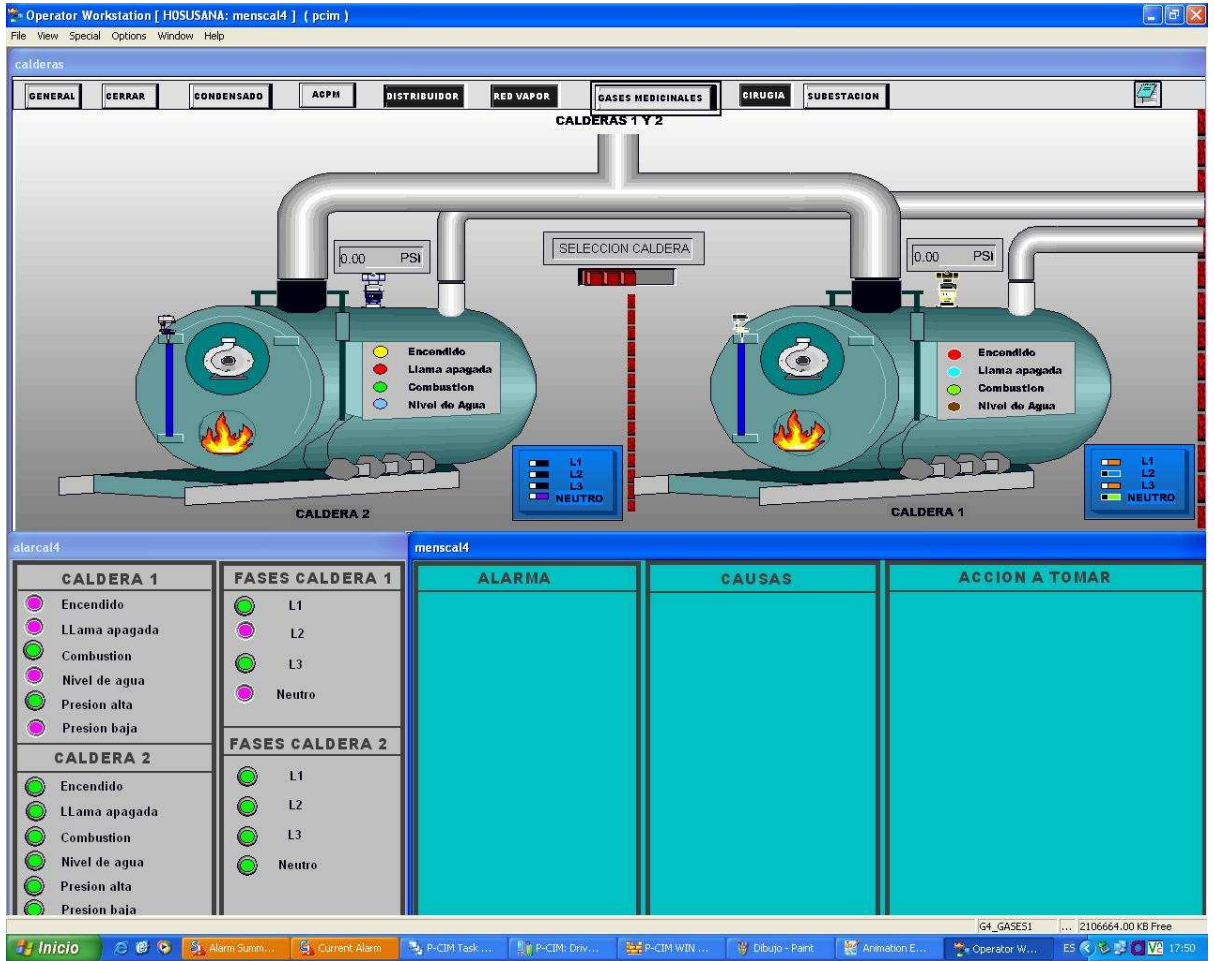 Operator Workstation [ H0SUSANA: menscal4 ] ( pcim )
File View Special Options Window Help
calderas
GENERAL CERRAR CONDENSADO ACPM DISTRIBUIDOR RED VAPOR GASES MEDICINALES CIRUGIA SUBESTACION
CALDERAS 1 Y 2
SELECCION CALDERA
0.00 PSI
0.00 PSI
Encendido
Llama apagada
Combustion
Nivel de Agua
Encendido
Llama apagada
Combustion
Nivel de Agua
L1
L2
L3
NEUTRO
L1
L2
L3
NEUTRO
CALDERA 2
CALDERA 1
alarcal4
CALDERA 1
Encendido
LLama apagada
Combustion
Nivel de agua
Presion alta
Presion baja
CALDERA 2
Encendido
LLama apagada
Combustion
Nivel de agua
Presion alta
Presion baja
FASES CALDERA 1
L1
L2
L3
Neutro
FASES CALDERA 2
L1
L2
L3
Neutro
menscal4
ALARMA CAUSAS ACCION A TOMAR
G4_GASES1 ... 2106664.00 KB Free
Inicio Alarm Summ... Current Alarm P-CIM Task ... P-CIM: Driv... P-CIM WIN ... Dibujo - Paint Animation E... Operator W... ES 17:50